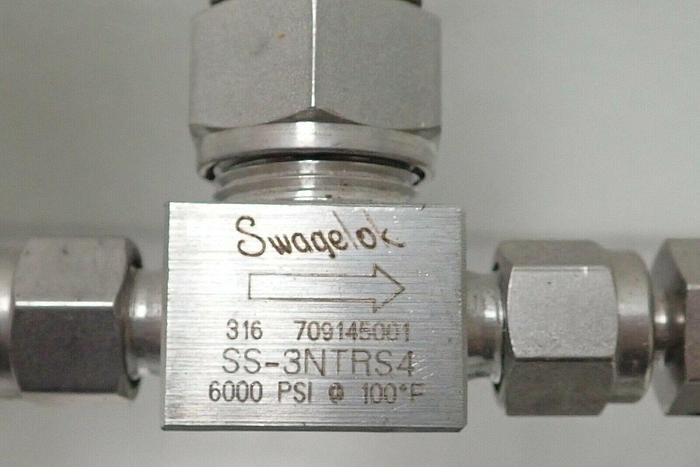 Swagelok
316 709145001
SS-3NTRS4
6000 PSI @ 100°F